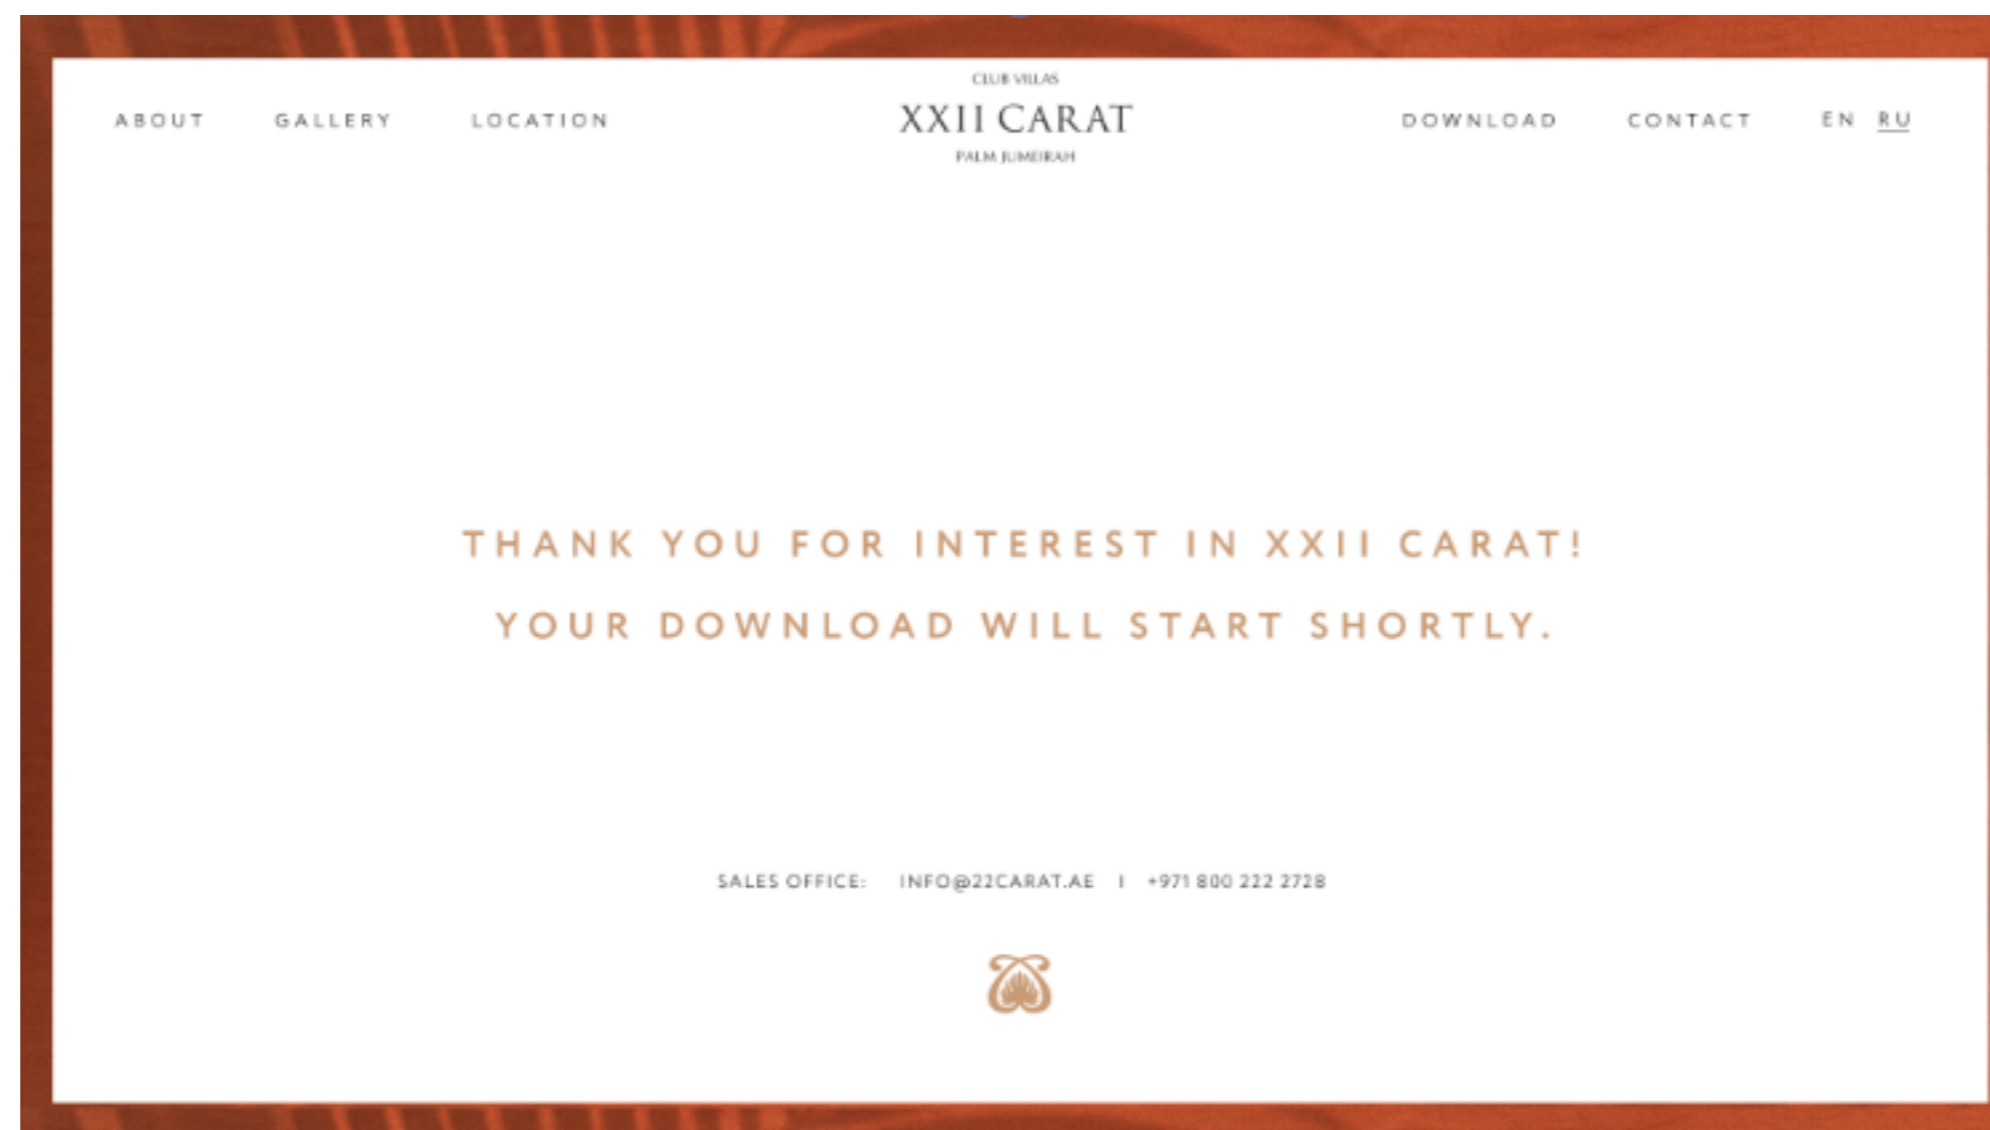 CLUB VILLAS
ABOUT GALLERY LOCATION XXII CARAT DOWNLOAD CONTACT EN RU
PALM JUMEIRAH
THANK YOU FOR INTEREST IN XXII CARAT!
YOUR DOWNLOAD WILL START SHORTLY.
SALES OFFICE: INFO@22CARAT.AE I +971 800 222 2728